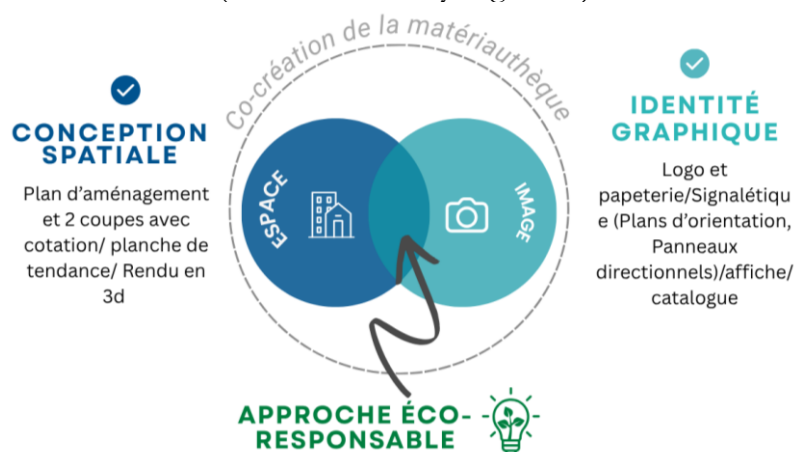 Co-création de la matériauthèque
CONCEPTION
SPATIALE
Plan d'aménagement
et 2 coupes avec
cotation/ planche de
tendance/ Rendu en
3d
ESPACE
IMAGE
IDENTITÉ
GRAPHIQUE
Logo et
papeterie/Signalétiqu
e (Plans d'orientation,
Panneaux
directionnels)/affiche/
catalogue
APPROCHE ÉCO-
RESPONSABLE